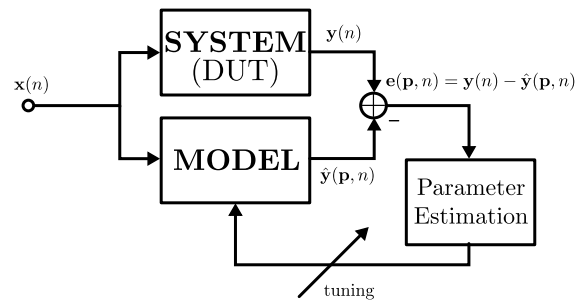 SYSTEM
(DUT)
y(n)
x(n)
e(p, n) = y(n) − ŷ(p, n)
−
MODEL
ŷ(p, n)
Parameter
Estimation
tuning